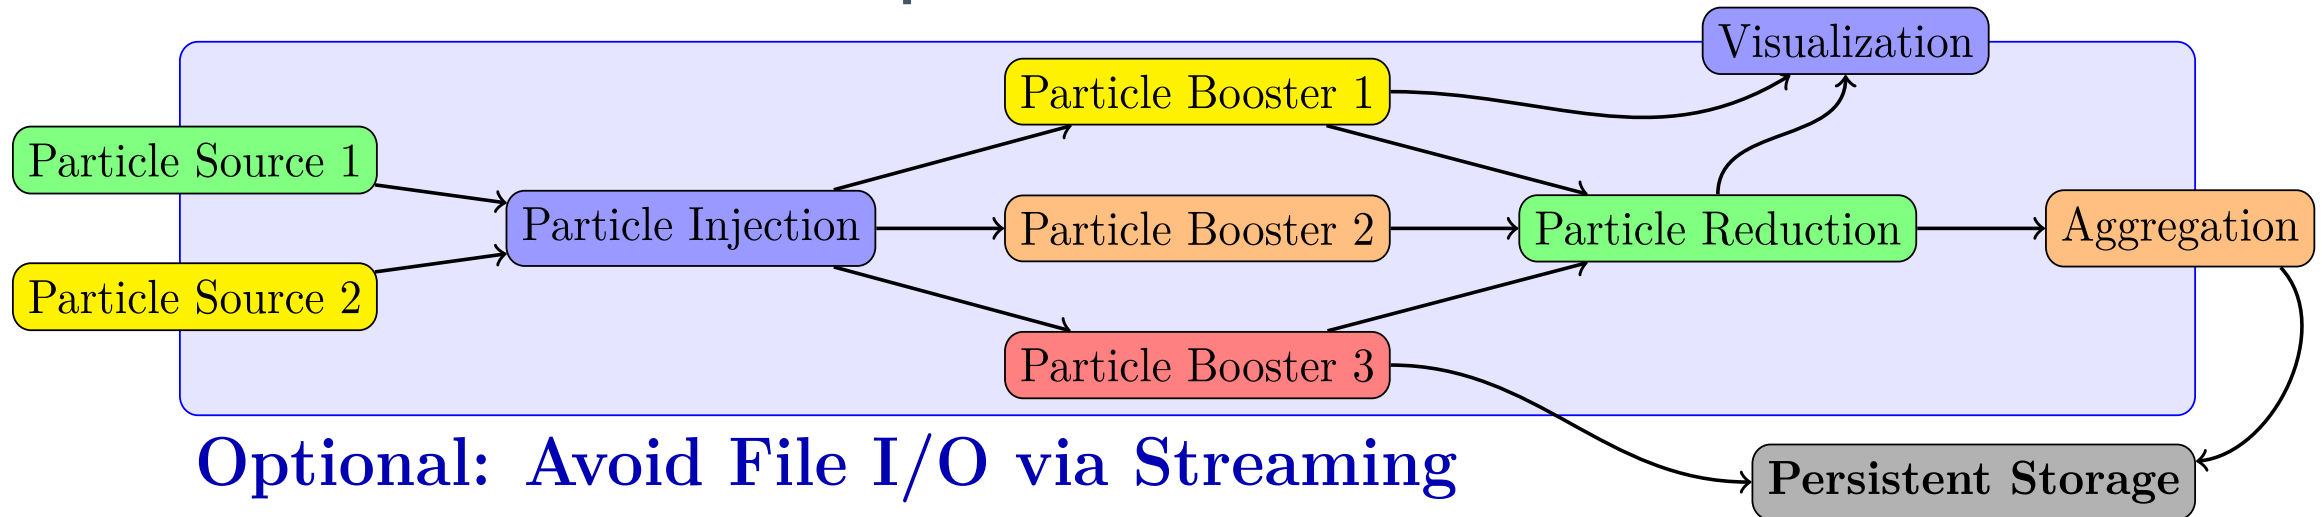 Visualization
Particle Booster 1
Particle Source 1
Particle Injection
Particle Booster 2
Particle Reduction
Aggregation
Particle Source 2
Particle Booster 3
Optional: Avoid File I/O via Streaming
Persistent Storage